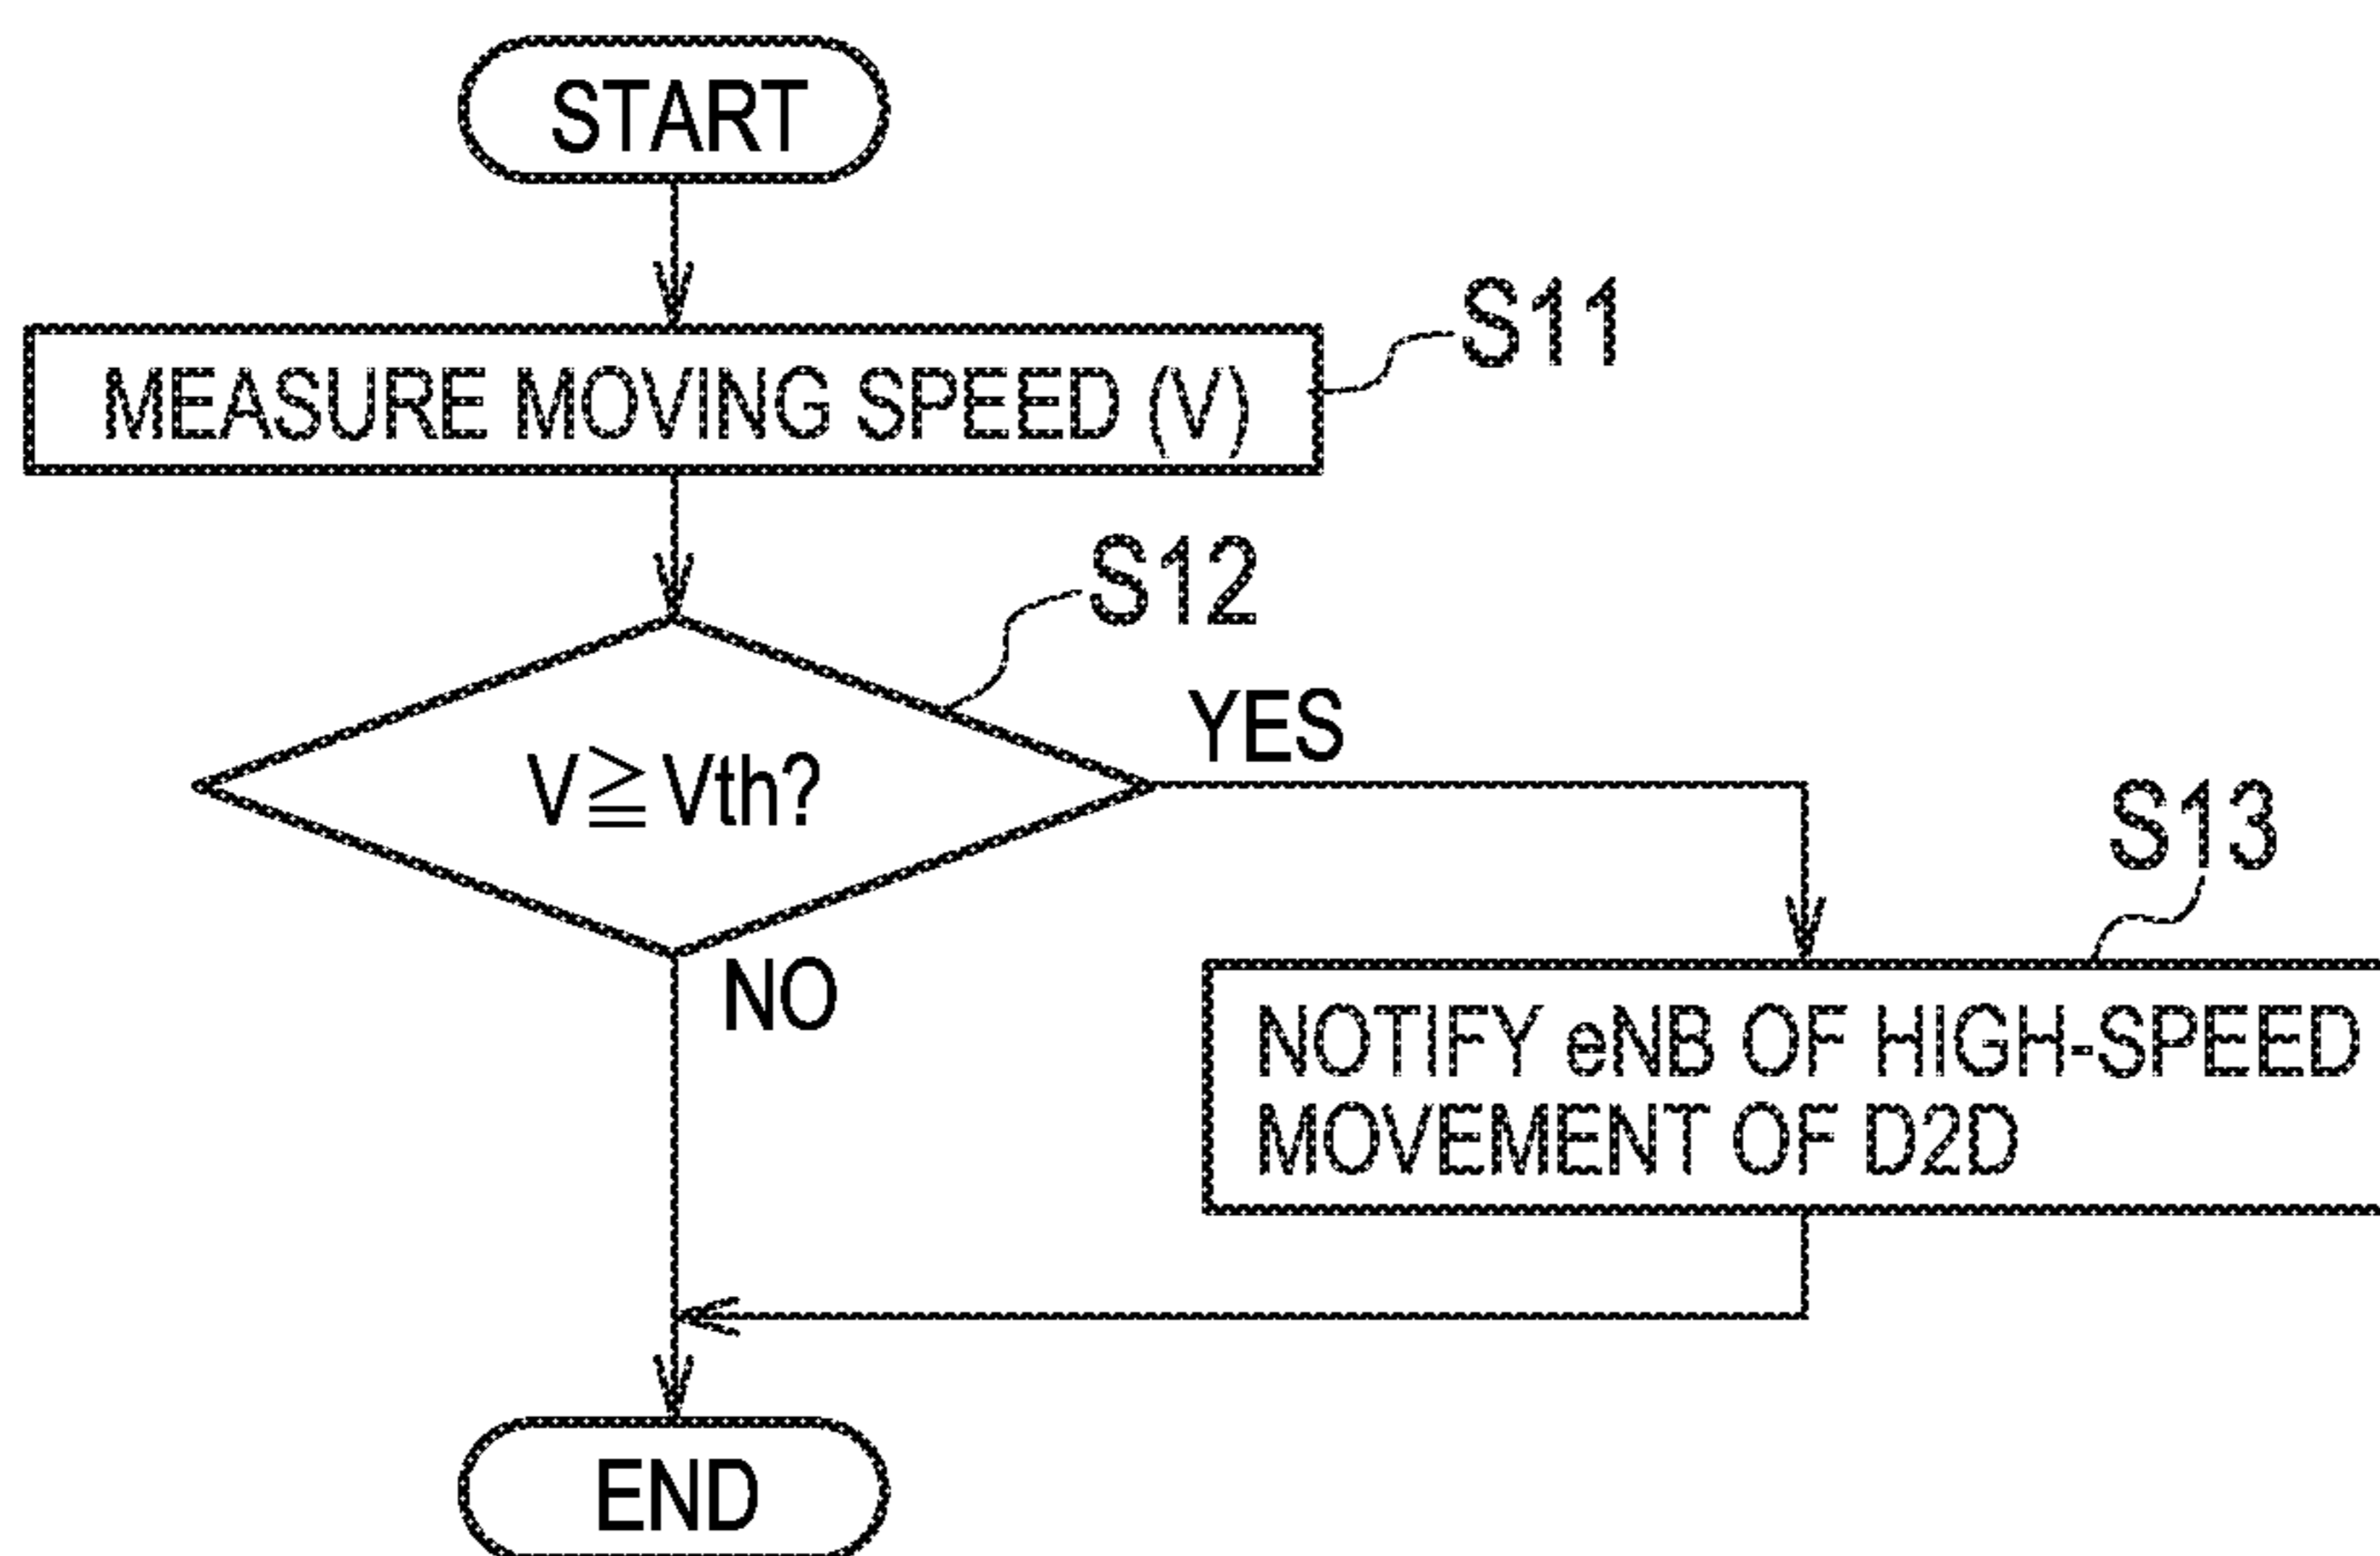 START
MEASURE MOVING SPEED (V)
S11
S12
V≧Vth?
YES
NO
S13
NOTIFY eNB OF HIGH-SPEED
MOVEMENT OF D2D
END